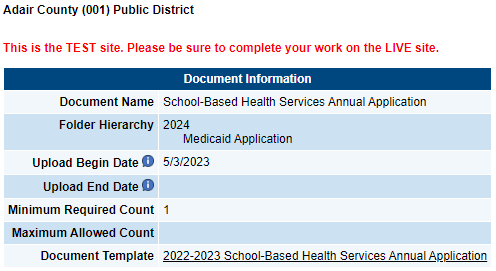 Adair County (001) Public District
This is the TEST site. Please be sure to complete your work on the LIVE site.
Document Information
Document Name School-Based Health Services Annual Application
Folder Hierarchy 2024
Medicaid Application
Upload Begin Date i 5/3/2023
Upload End Date i
Minimum Required Count 1
Maximum Allowed Count
Document Template 2022-2023 School-Based Health Services Annual Application